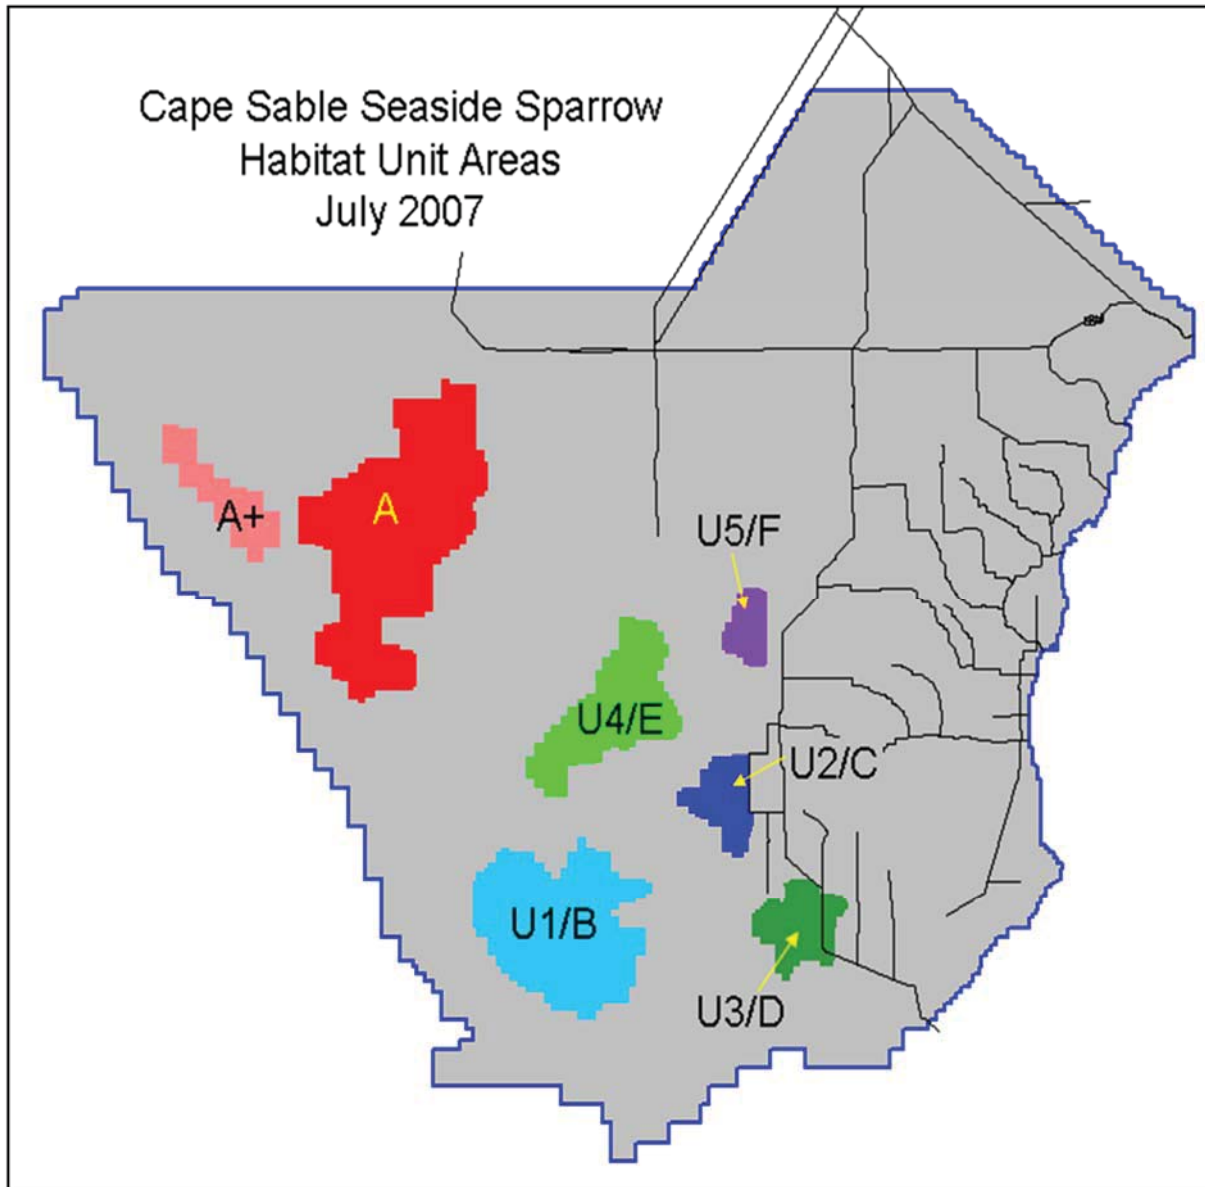 Cape Sable Seaside Sparrow
Habitat Unit Areas
July 2007
A+
A
U5/F
U4/E
U2/C
U1/B
U3/D